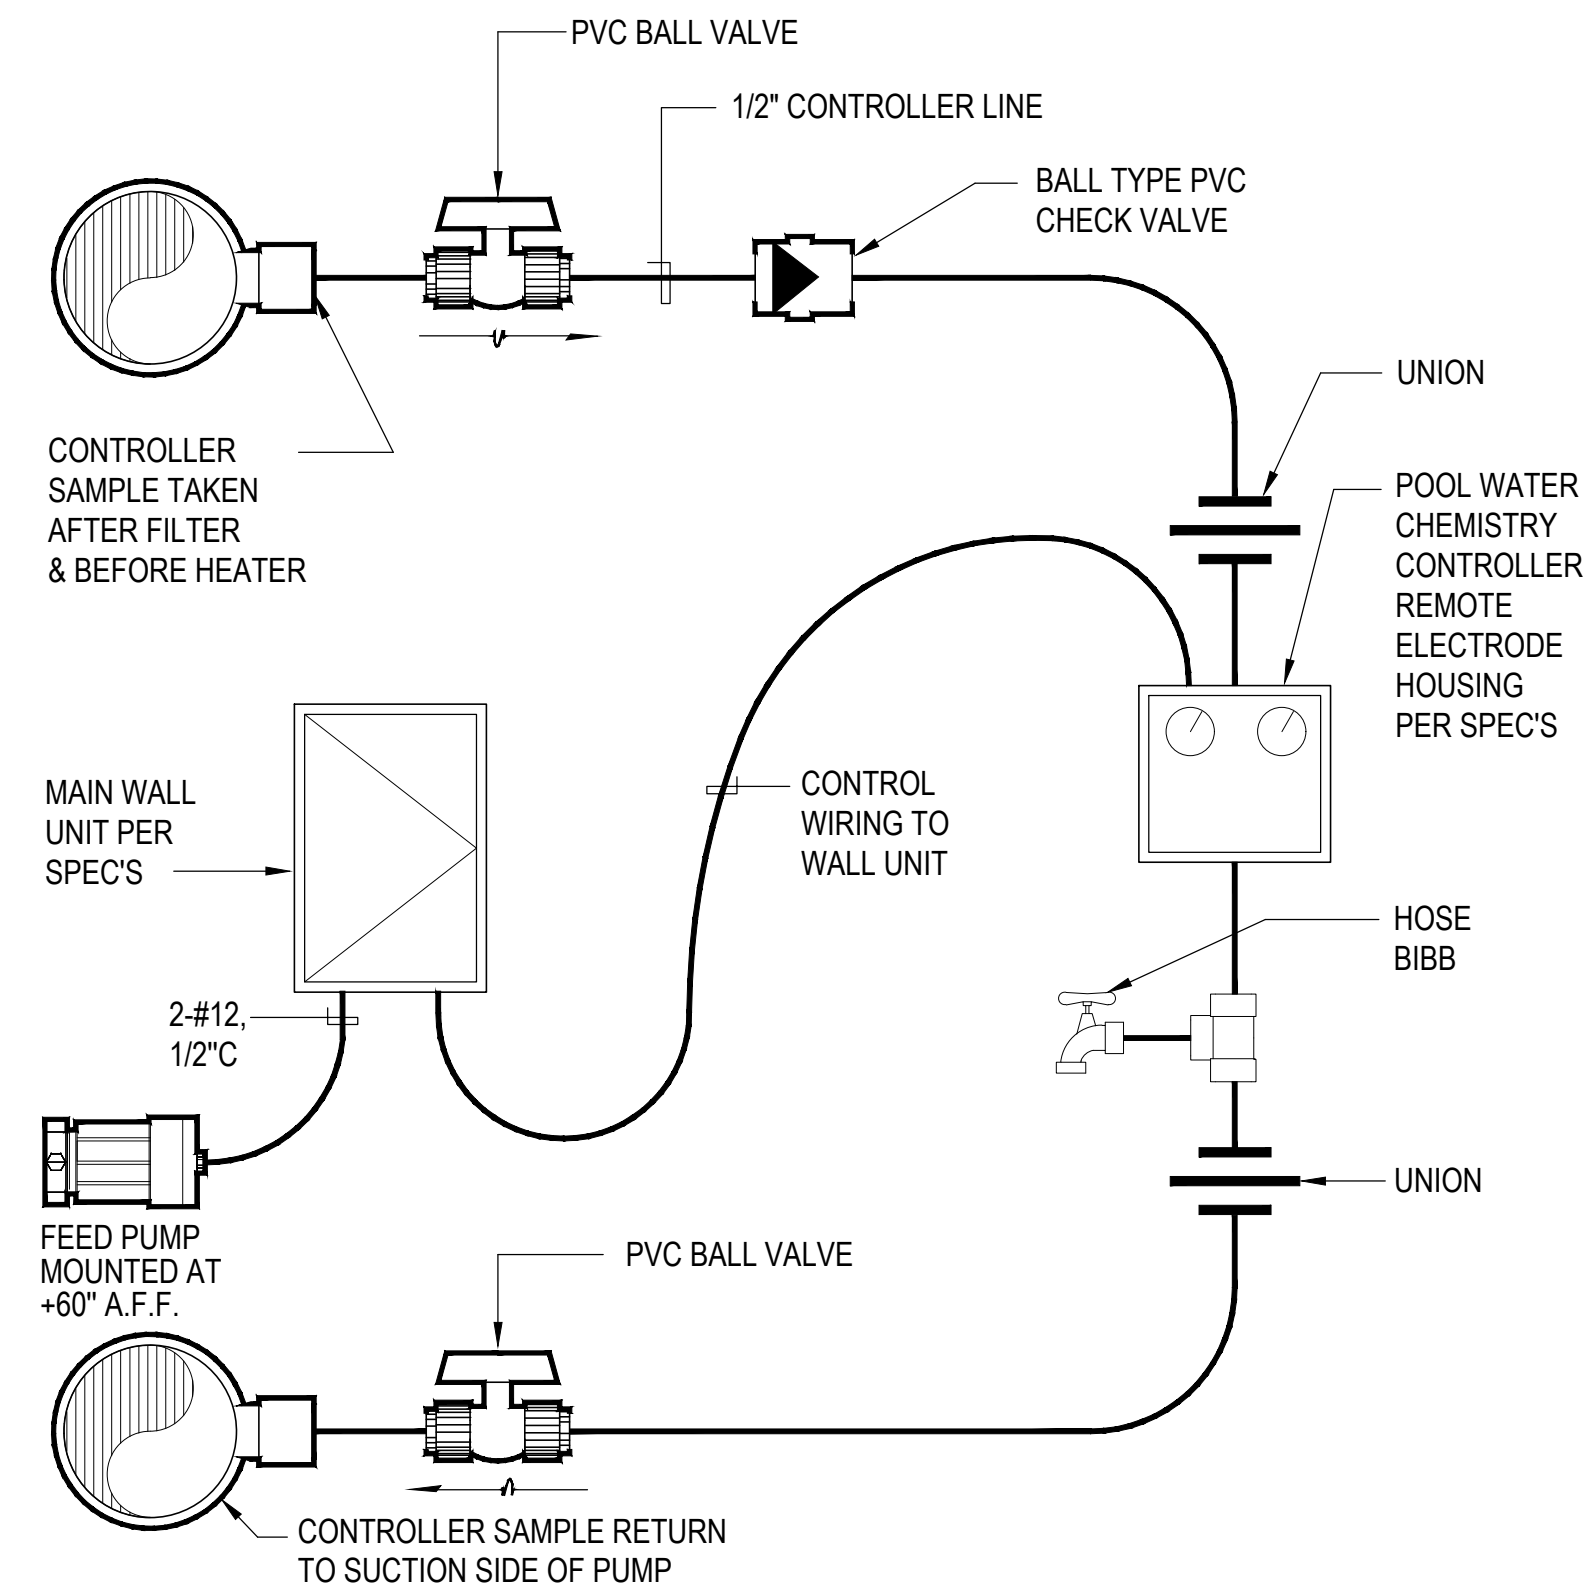 PVC BALL VALVE
1/2" CONTROLLER LINE
BALL TYPE PVC
CHECK VALVE
UNION
CONTROLLER
SAMPLE TAKEN
AFTER FILTER
& BEFORE HEATER
POOL WATER
CHEMISTRY
CONTROLLER
REMOTE
ELECTRODE
HOUSING
PER SPEC'S
MAIN WALL
UNIT PER
SPEC'S
CONTROL
WIRING TO
WALL UNIT
HOSE
BIBB
2-#12,
1/2"C
UNION
FEED PUMP
MOUNTED AT
+60" A.F.F.
PVC BALL VALVE
CONTROLLER SAMPLE RETURN
TO SUCTION SIDE OF PUMP